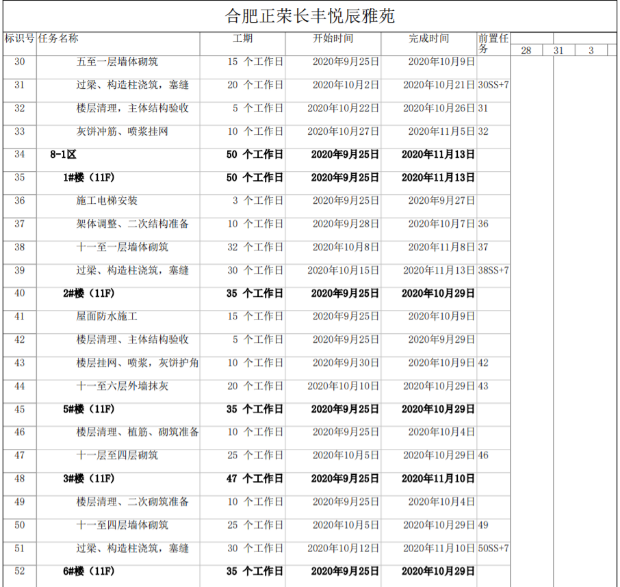 合肥正荣长丰悦辰雅苑
标识号 任务名称 工期 开始时间 完成时间 前置任务 28 31 3
30 五至一层墙体砌筑 15 个工作日 2020年9月25日 2020年10月9日
31 过梁、构造柱浇筑，塞缝 20 个工作日 2020年10月2日 2020年10月21日 30SS+7
32 楼层清理，主体结构验收 5 个工作日 2020年10月22日 2020年10月26日 31
33 灰饼冲筋、喷浆挂网 10 个工作日 2020年10月27日 2020年11月5日 32
34 8-1区 50 个工作日 2020年9月25日 2020年11月13日
35 1#楼（11F） 50 个工作日 2020年9月25日 2020年11月13日
36 施工电梯安装 3 个工作日 2020年9月25日 2020年9月27日
37 架体调整、二次结构准备 10 个工作日 2020年9月28日 2020年10月7日 36
38 十一至一层墙体砌筑 32 个工作日 2020年10月8日 2020年11月8日 37
39 过梁、构造柱浇筑，塞缝 30 个工作日 2020年10月15日 2020年11月13日 38SS+7
40 2#楼（11F) 35 个工作日 2020年9月25日 2020年10月29日
41 屋面防水施工 15 个工作日 2020年9月25日 2020年10月9日
42 楼层清理、主体结构验收 5 个工作日 2020年9月25日 2020年9月29日
43 楼层挂网、喷浆，灰饼护角 10 个工作日 2020年9月30日 2020年10月9日 42
44 十一至六层外墙抹灰 20 个工作日 2020年10月10日 2020年10月29日 43
45 5#楼（11F) 35 个工作日 2020年9月25日 2020年10月29日
46 楼层清理、植筋、砌筑准备 10 个工作日 2020年9月25日 2020年10月4日
47 十一层至四层砌筑 25 个工作日 2020年10月5日 2020年10月29日 46
48 3#楼（11F) 47 个工作日 2020年9月25日 2020年11月10日
49 楼层清理、二次砌筑准备 10 个工作日 2020年9月25日 2020年10月4日
50 十一至四层墙体砌筑 25 个工作日 2020年10月5日 2020年10月29日 49
51 过梁、构造柱浇筑，塞缝 30 个工作日 2020年10月12日 2020年11月10日 50SS+7
52 6#楼（11F) 35 个工作日 2020年9月25日 2020年10月29日